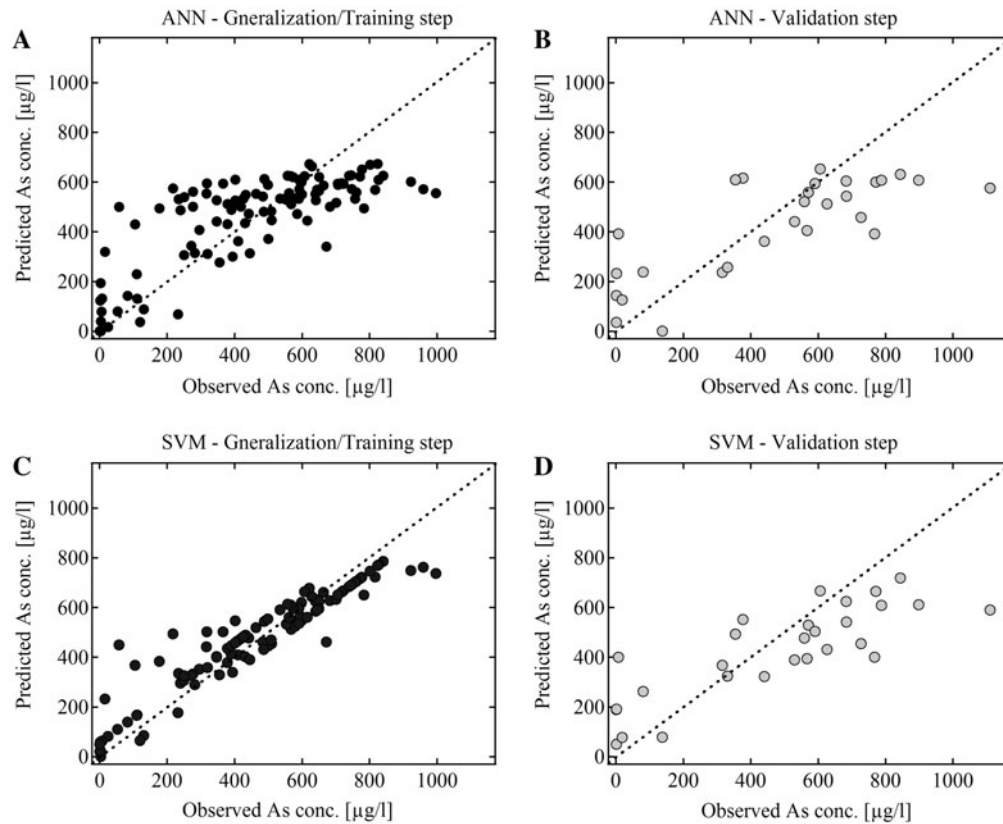 ANN - Gneralization/Training step
A
Predicted As conc. [µg/l]
1000
800
600
400
200
0
0 200 400 600 800 1000
Observed As conc. [µg/l]
ANN - Validation step
B
Predicted As conc. [µg/l]
1000
800
600
400
200
0
0 200 400 600 800 1000
Observed As conc. [µg/l]
SVM - Gneralization/Training step
C
Predicted As conc. [µg/l]
1000
800
600
400
200
0
0 200 400 600 800 1000
Observed As conc. [µg/l]
SVM - Validation step
D
Predicted As conc. [µg/l]
1000
800
600
400
200
0
0 200 400 600 800 1000
Observed As conc. [µg/l]